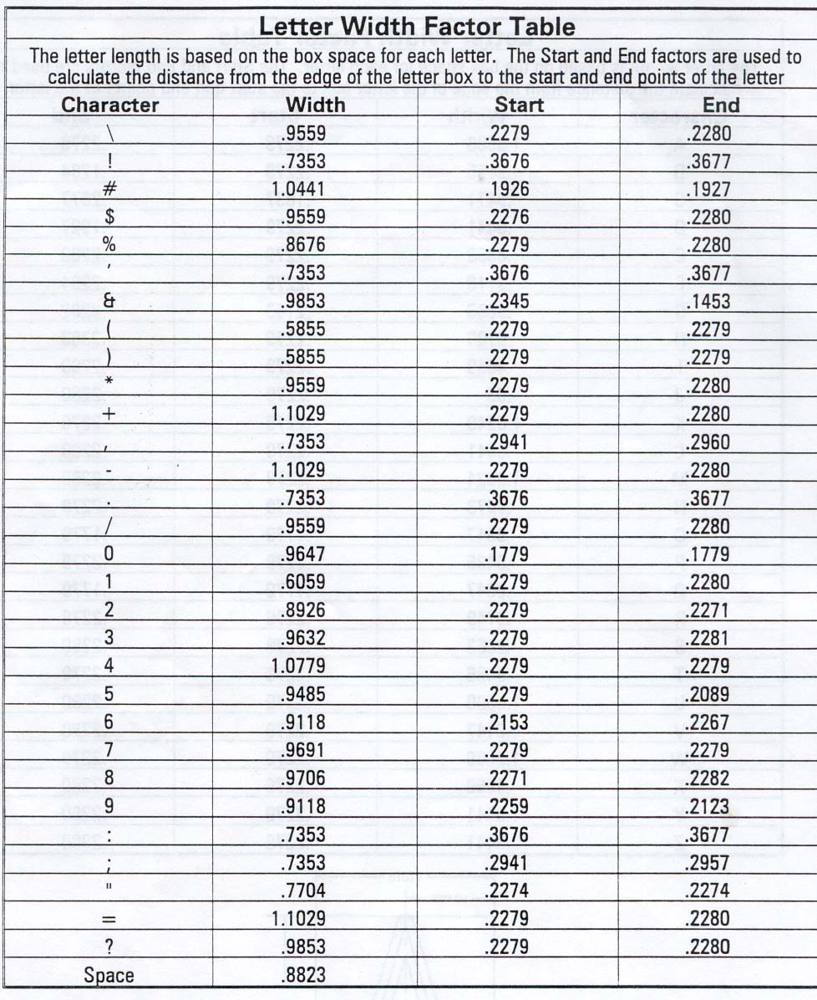 Letter Width Factor Table
The letter length is based on the box space for each letter. The Start and End factors are used to
calculate the distance from the edge of the letter box to the start and end points of the letter
Character Width Start End
\ .9559 .2279 .2280
! .7353 .3676 .3677
# 1.0441 .1926 .1927
$ .9559 .2276 .2280
% .8676 .2279 .2280
' .7353 .3676 .3677
& .9853 .2345 .1453
( .5855 .2279 .2279
) .5855 .2279 .2279
* .9559 .2279 .2280
+ 1.1029 .2279 .2280
, .7353 .2941 .2960
- 1.1029 .2279 .2280
. .7353 .3676 .3677
/ .9559 .2279 .2280
0 .9647 .1779 .1779
1 .6059 .2279 .2280
2 .8926 .2279 .2271
3 .9632 .2279 .2281
4 1.0779 .2279 .2279
5 .9485 .2279 .2089
6 .9118 .2153 .2267
7 .9691 .2279 .2279
8 .9706 .2271 .2282
9 .9118 .2259 .2123
: .7353 .3676 .3677
; .7353 .2941 .2957
" .7704 .2274 .2274
= 1.1029 .2279 .2280
? .9853 .2279 .2280
Space .8823